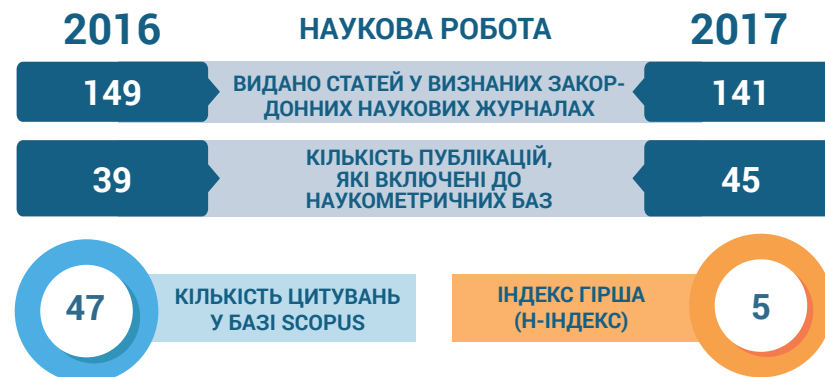 2016 НАУКОВА РОБОТА 2017
149 ВИДАНО СТАТЕЙ У ВИЗНАНИХ ЗАКОР- 141
ДОННИХ НАУКОВИХ ЖУРНАЛАХ
КІЛЬКІСТЬ ПУБЛІКАЦІЙ,
39 ЯКІ ВКЛЮЧЕНІ ДО 45
НАУКОМЕТРИЧНИХ БАЗ
47 КІЛЬКІСТЬ ЦИТУВАНЬ
У БАЗІ SCOPUS
ІНДЕКС ГІРША 5
(Н-ІНДЕКС)